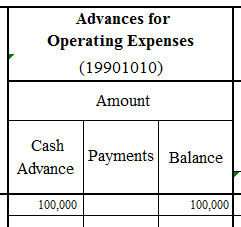 Advances for
Operating Expenses
(19901010)
Amount
Cash
Advance
Payments
Balance
100,000
100,000